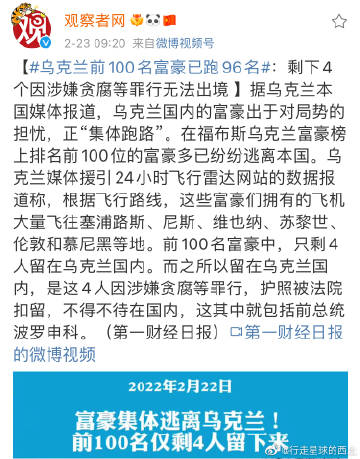 观察者网
2-23 09:20 来自微博视频号
【#乌克兰前100名富豪已跑96名：剩下4
个因涉嫌贪腐等罪行无法出境 】据乌克兰本
国媒体报道，乌克兰国内的富豪出于对局势的
担忧，正“集体跑路”。在福布斯乌克兰富豪榜
上排名前100位的富豪多已纷纷逃离本国。乌
克兰媒体援引24小时飞行雷达网站的数据报
道称，根据飞行路线，这些富豪们拥有的飞机
大量飞往塞浦路斯、尼斯、维也纳、苏黎世、
伦敦和慕尼黑等地。前100名富豪中，只剩4
人留在乌克兰国内。而之所以留在乌克兰国
内，是这4人因涉嫌贪腐等罪行，护照被法院
扣留，不得不待在国内，这其中就包括前总统
波罗申科。（第一财经日报）第一财经日报
的微博视频
2022年2月22日
富豪集体逃离乌克兰！
前100名仅剩4人留下来
@行走星球的西